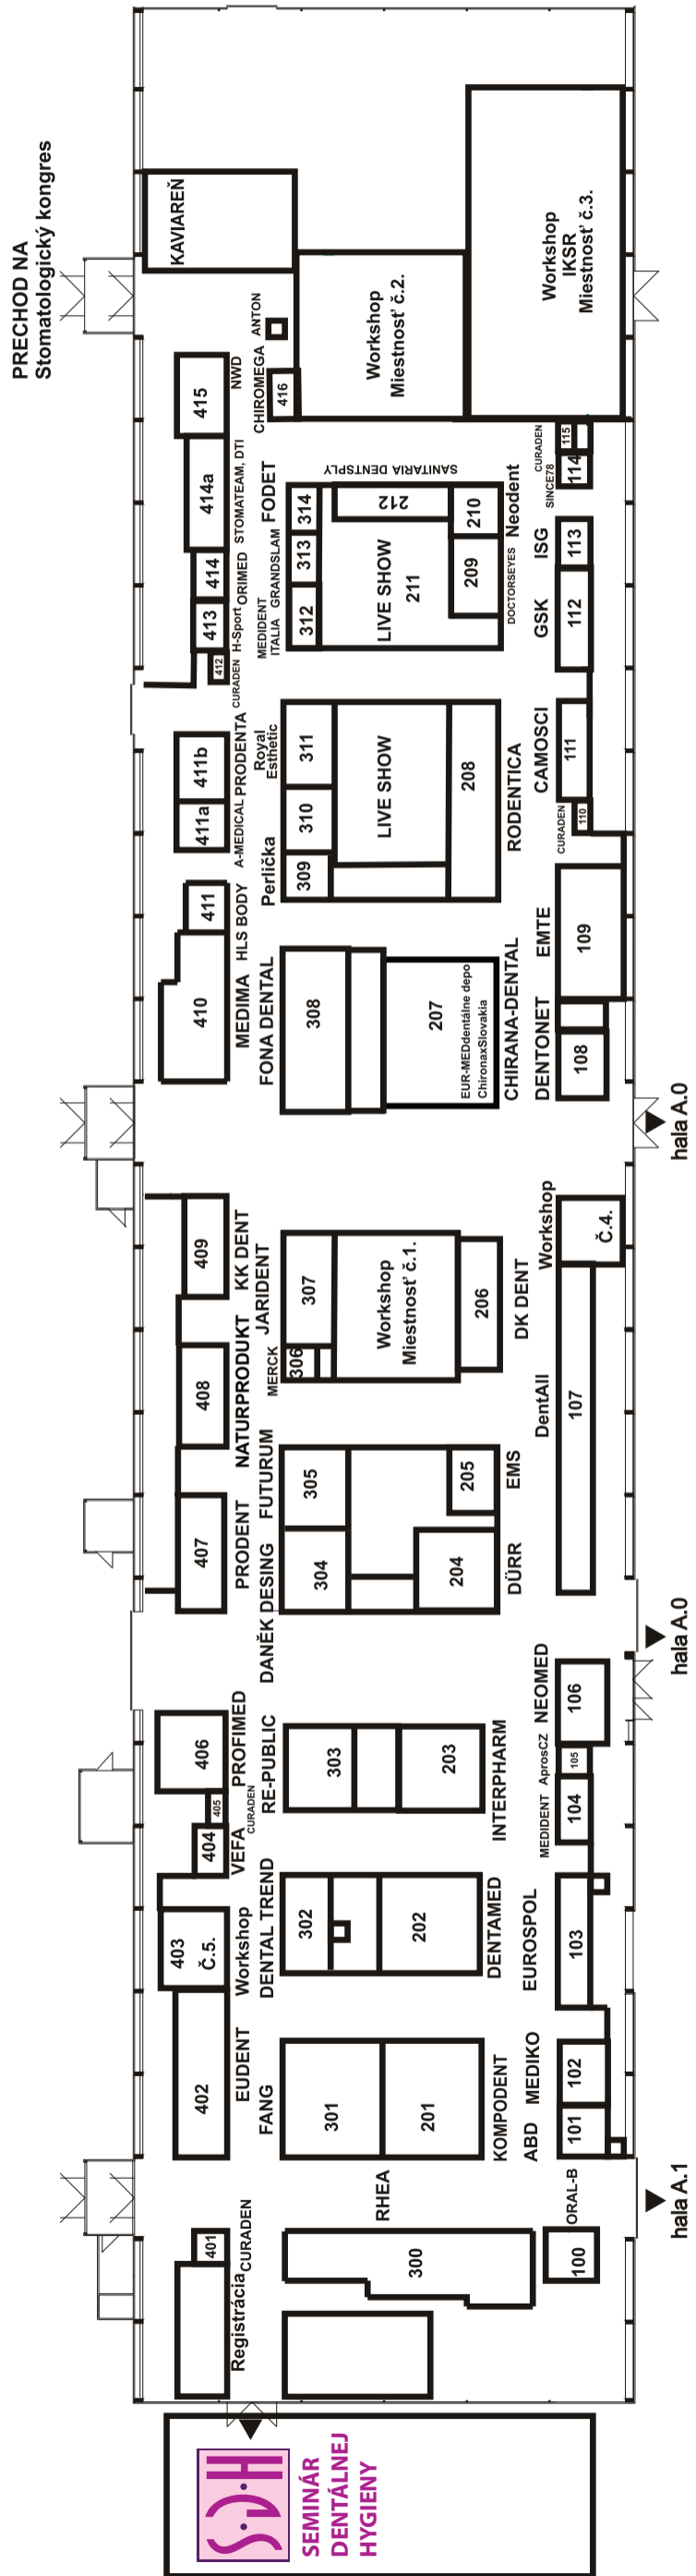 PRECHOD NA
Stomatologický kongres
KAVIAREŇ
Workshop
IKSR
Miestnosť č.3.
Workshop
Miestnosť č.2.
ANTON
CHIROMEGA
416
415
NWD
414a
STOMATEAM, DTI
414
ORIMED
413
H-Sport
412
CURADEN
FODET
314
GRANDSLAM
313
MEDIDENT
ITALIA
312
SANITARIA DENTSPLY
212
LIVE SHOW
211
210
Neodent
209
DOCTORSEYES
CURADEN
115
SINCE78
114
ISG
113
GSK
112
411b
PRODENTA
411a
A-MEDICAL
Royal
Esthetic
311
310
Perlička
309
LIVE SHOW
208
RODENTICA
CAMOSCI
111
CURADEN
110
411
HLS BODY
410
MEDIMA
FONA DENTAL
308
207
EUR-MEDdentálne depo
ChironaxSlovakia
CHIRANA-DENTAL
EMTE
109
DENTONET
108
hala A.0
409
KK DENT
JARIDENT
307
MERCK
306
Workshop
Miestnosť č.1.
206
DK DENT
Workshop
Č.4.
408
NATURPRODUKT
DentAll
107
407
PRODENT
FUTURUM
305
DANĚK DESING
304
205
EMS
204
DÜRR
hala A.0
406
PROFIMED
405
CURADEN
404
VEFA
RE-PUBLIC
303
203
INTERPHARM
NEOMED
106
AprosCZ
105
MEDIDENT
104
403
Č.5.
Workshop
DENTAL TREND
302
202
DENTAMED
EUROSPOL
103
402
EUDENT
FANG
301
201
KOMPODENT
MEDIKO
102
ABD
101
hala A.1
401
CURADEN
Registrácia
RHEA
300
ORAL-B
100
H·G·S
SEMINÁR
DENTÁLNEJ
HYGIENY